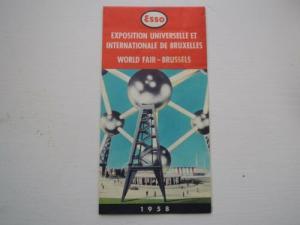 Esso
EXPOSITION UNIVERSELLE ET
INTERNATIONALE DE BRUXELLES
WORLD FAIR - BRUSSELS
1958